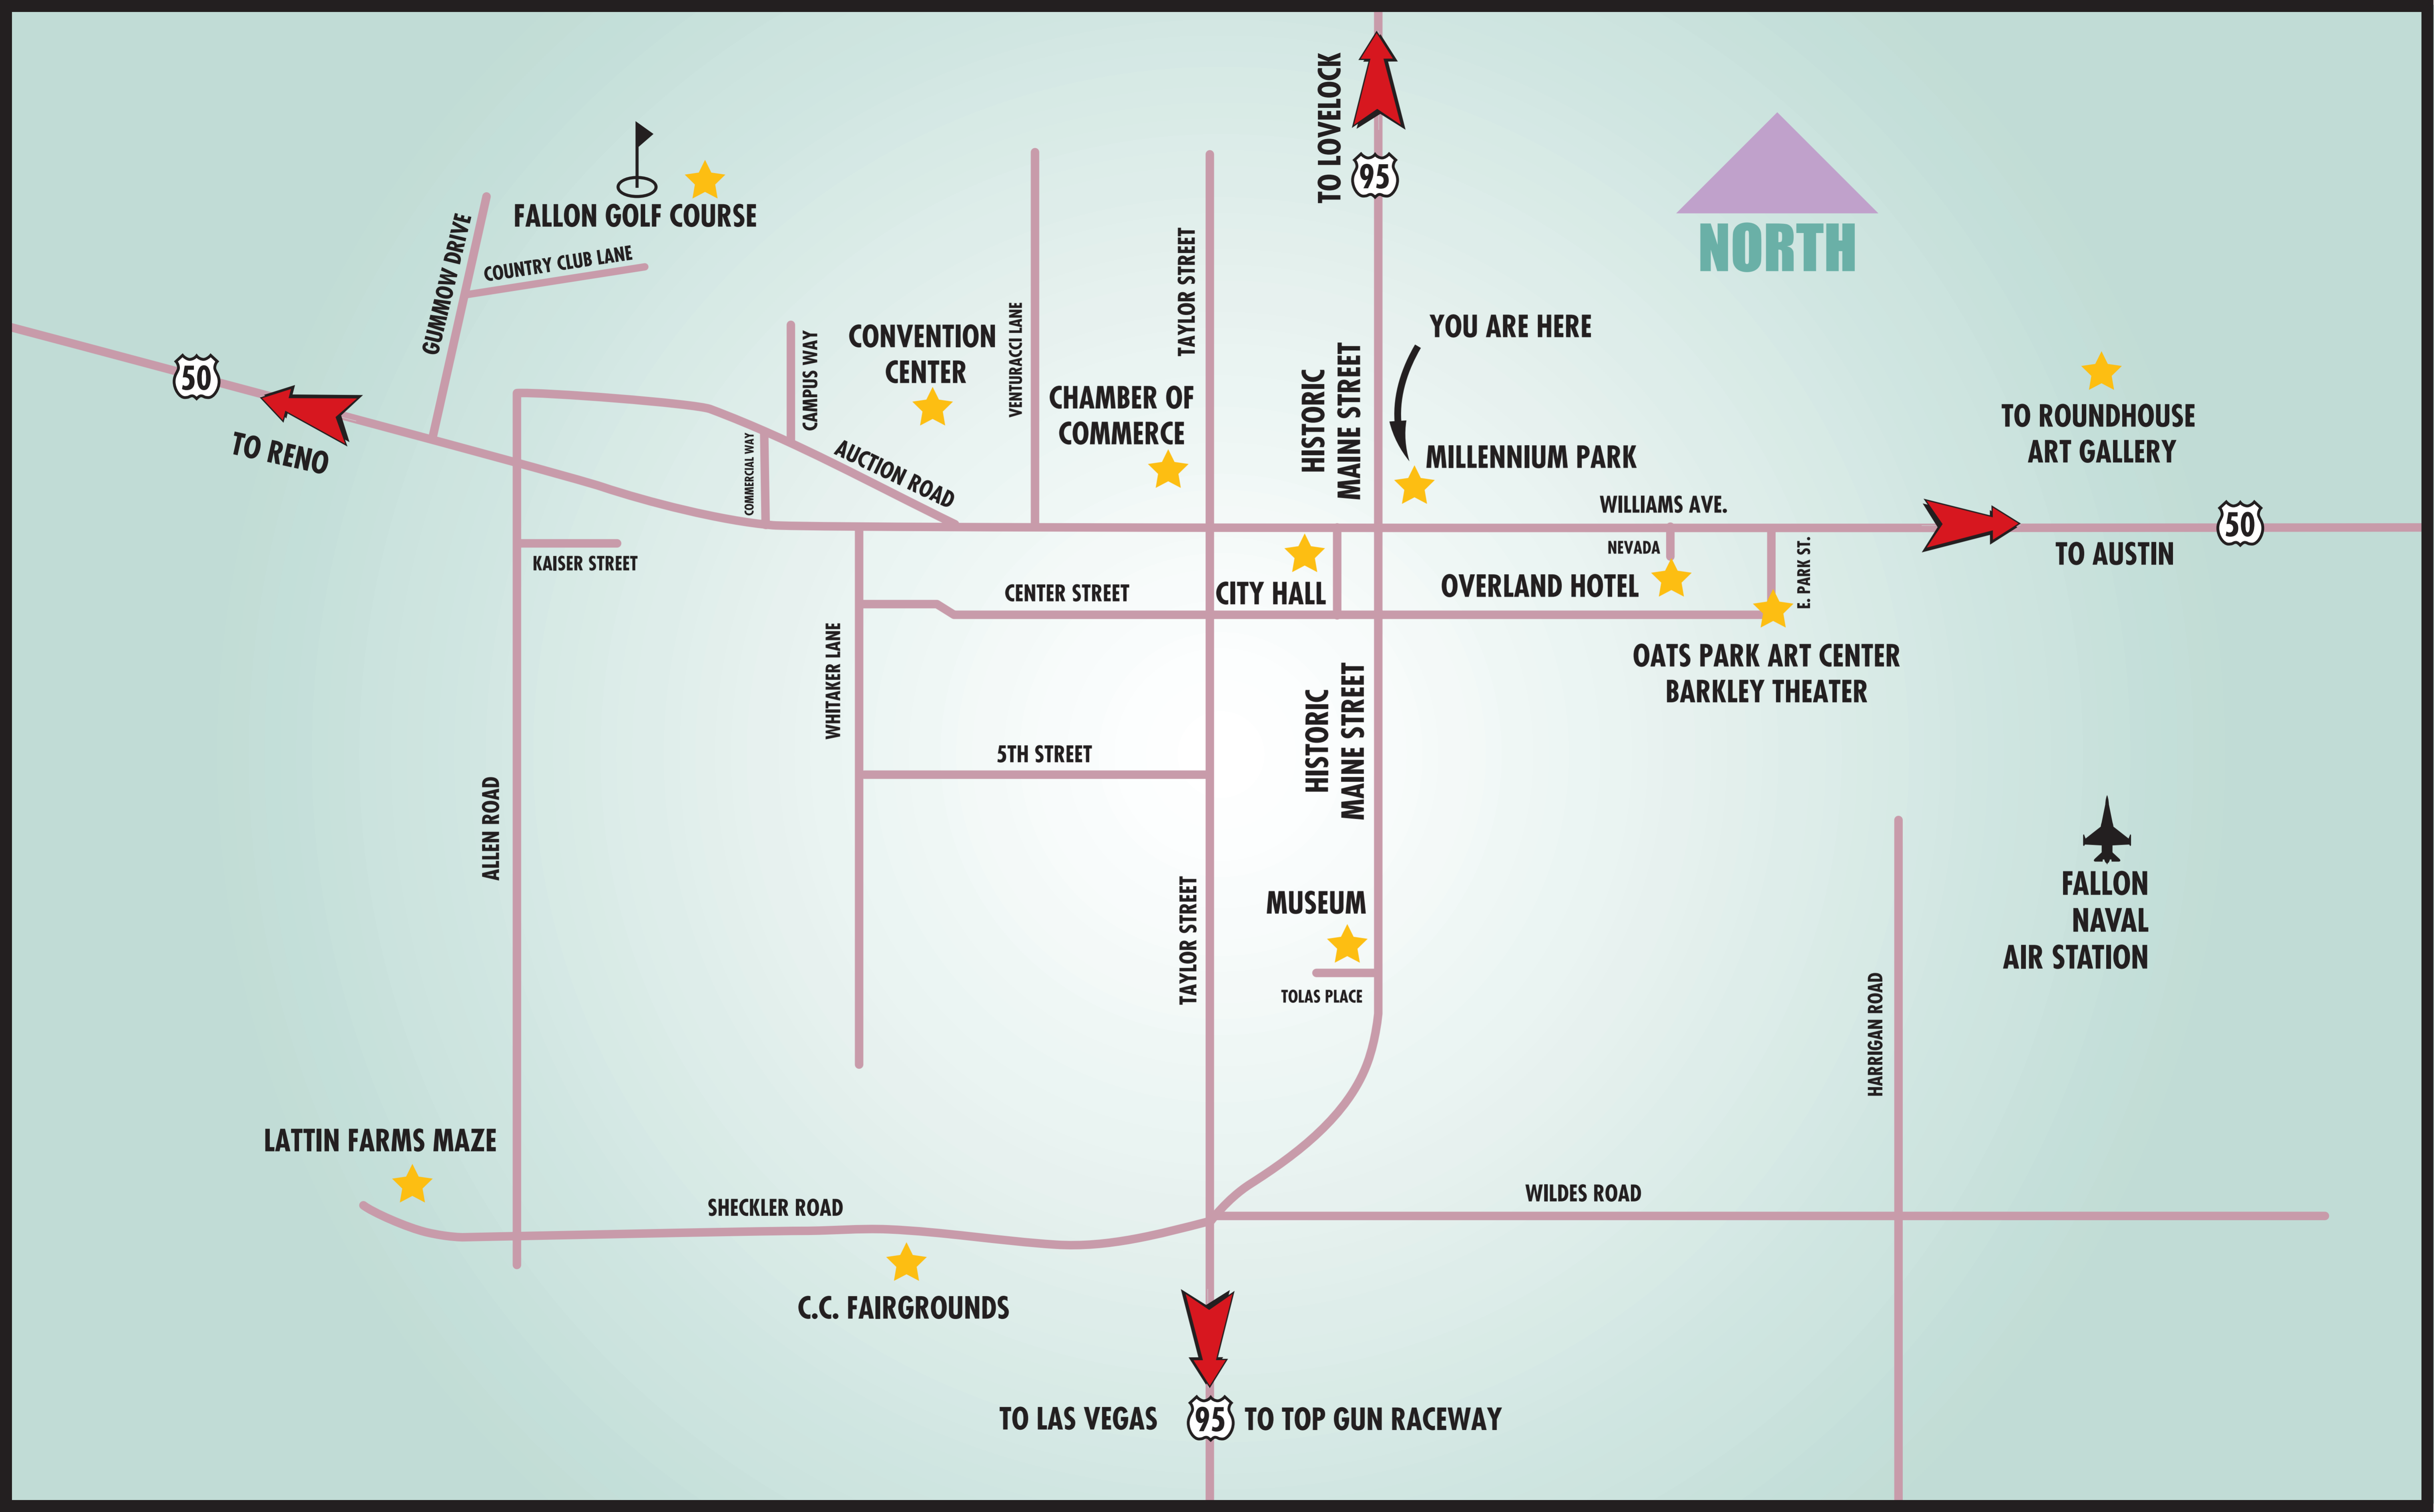 TO LOVELOCK
95
NORTH
FALLON GOLF COURSE
GUMMOW DRIVE
COUNTRY CLUB LANE
50
TO RENO
CAMPUS WAY
COMMERCIAL WAY
AUCTION ROAD
CONVENTION
CENTER
VENTURACCI LANE
TAYLOR STREET
CHAMBER OF
COMMERCE
HISTORIC
MAINE STREET
YOU ARE HERE
MILLENNIUM PARK
WILLIAMS AVE.
TO ROUNDHOUSE
ART GALLERY
50
TO AUSTIN
KAISER STREET
CENTER STREET
CITY HALL
NEVADA
OVERLAND HOTEL
E. PARK ST.
OATS PARK ART CENTER
BARKLEY THEATER
WHITAKER LANE
5TH STREET
HISTORIC
MAINE STREET
ALLEN ROAD
TAYLOR STREET
MUSEUM
TOLAS PLACE
FALLON
NAVAL
AIR STATION
HARRIGAN ROAD
LATTIN FARMS MAZE
SHECKLER ROAD
WILDES ROAD
C.C. FAIRGROUNDS
TO LAS VEGAS
95
TO TOP GUN RACEWAY